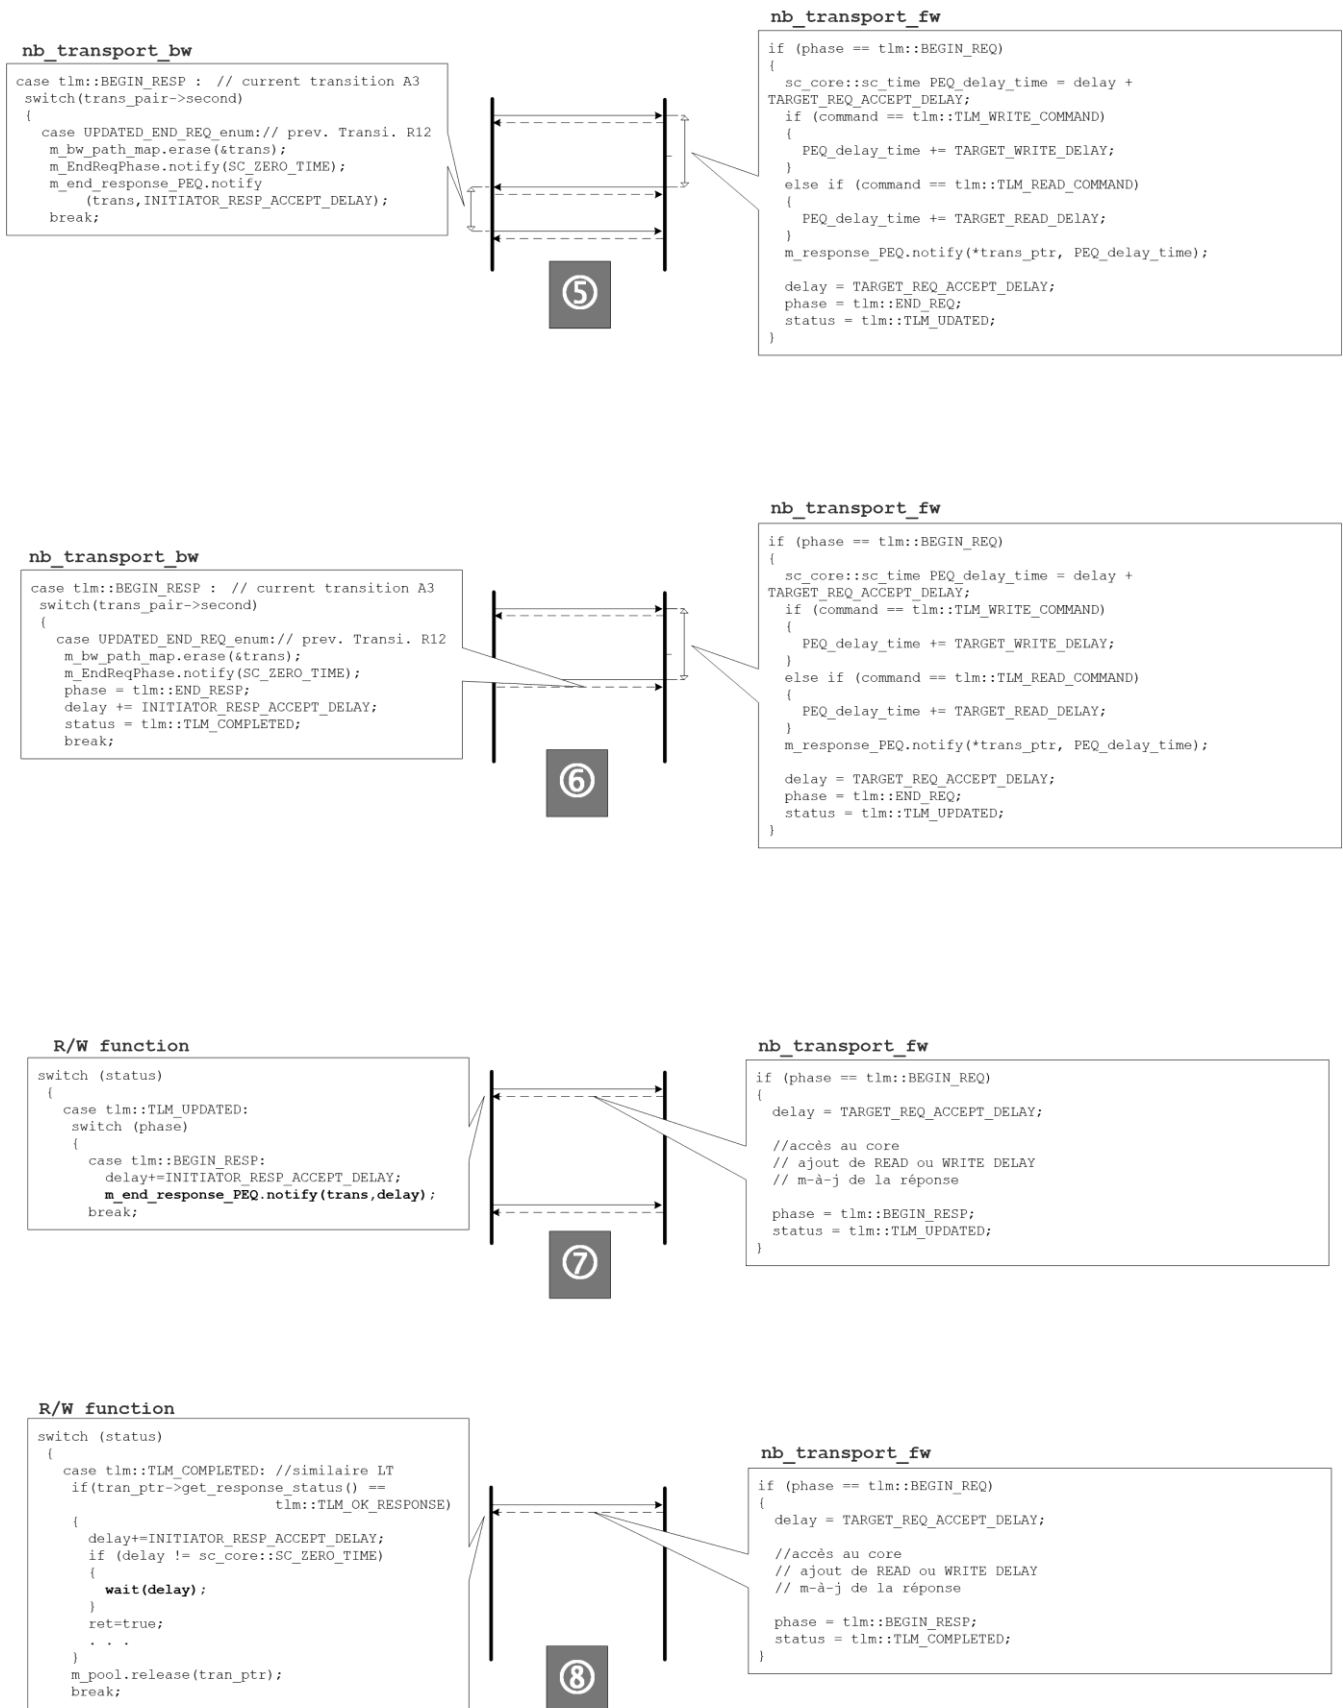 nb_transport_fw
nb_transport_bw
case tlm::BEGIN_RESP :  // current transition A3
switch(trans_pair->second)
{
case UPDATED_END_REQ_enum:// prev. Transi. R12
m_bw_path_map.erase(&trans);
m_EndReqPhase.notify(SC_ZERO_TIME);
m_end_response_PEQ.notify
(trans,INITIATOR_RESP_ACCEPT_DELAY);
break;
if (phase == tlm::BEGIN_REQ)
{
sc_core::sc_time PEQ_delay_time = delay +
TARGET_REQ_ACCEPT_DELAY;
if (command == tlm::TLM_WRITE_COMMAND)
{
PEQ_delay_time += TARGET_WRITE_DElAY;
}
else if (command == tlm::TLM_READ_COMMAND)
{
PEQ_delay_time += TARGET_READ_DElAY;
}
m_response_PEQ.notify(*trans_ptr, PEQ_delay_time);
delay = TARGET_REQ_ACCEPT_DELAY;
phase = tlm::END_REQ;
status = tlm::TLM_UDATED;
}
⑤
nb_transport_fw
nb_transport_bw
case tlm::BEGIN_RESP :  // current transition A3
switch(trans_pair->second)
{
case UPDATED_END_REQ_enum:// prev. Transi. R12
m_bw_path_map.erase(&trans);
m_EndReqPhase.notify(SC_ZERO_TIME);
phase = tlm::END_RESP;
delay += INITIATOR_RESP_ACCEPT_DELAY;
status = tlm::TLM_COMPLETED;
break;
if (phase == tlm::BEGIN_REQ)
{
sc_core::sc_time PEQ_delay_time = delay +
TARGET_REQ_ACCEPT_DELAY;
if (command == tlm::TLM_WRITE_COMMAND)
{
PEQ_delay_time += TARGET_WRITE_DELAY;
}
else if (command == tlm::TLM_READ_COMMAND)
{
PEQ_delay_time += TARGET_READ_DELAY;
}
m_response_PEQ.notify(*trans_ptr, PEQ_delay_time);
delay = TARGET_REQ_ACCEPT_DELAY;
phase = tlm::END_REQ;
status = tlm::TLM_UPDATED;
}
⑥
R/W function
switch (status)
{
case tlm::TLM_UPDATED:
switch (phase)
{
case tlm::BEGIN_RESP:
delay+=INITIATOR_RESP_ACCEPT_DELAY;
m_end_response_PEQ.notify(trans,delay);
break;
nb_transport_fw
if (phase == tlm::BEGIN_REQ)
{
delay = TARGET_REQ_ACCEPT_DELAY;
//accès au core
// ajout de READ ou WRITE DELAY
// m-à-j de la réponse
phase = tlm::BEGIN_RESP;
status = tlm::TLM_UPDATED;
}
⑦
R/W function
switch (status)
{
case tlm::TLM_COMPLETED: //similaire LT
if(tran_ptr->get_response_status() ==
tlm::TLM_OK_RESPONSE)
{
delay+=INITIATOR_RESP_ACCEPT_DELAY;
if (delay != sc_core::SC_ZERO_TIME)
{
wait(delay);
}
ret=true;
. . .
}
m_pool.release(tran_ptr);
break;
nb_transport_fw
if (phase == tlm::BEGIN_REQ)
{
delay = TARGET_REQ_ACCEPT_DELAY;
//accès au core
// ajout de READ ou WRITE DELAY
// m-à-j de la réponse
phase = tlm::BEGIN_RESP;
status = tlm::TLM_COMPLETED;
}
⑧